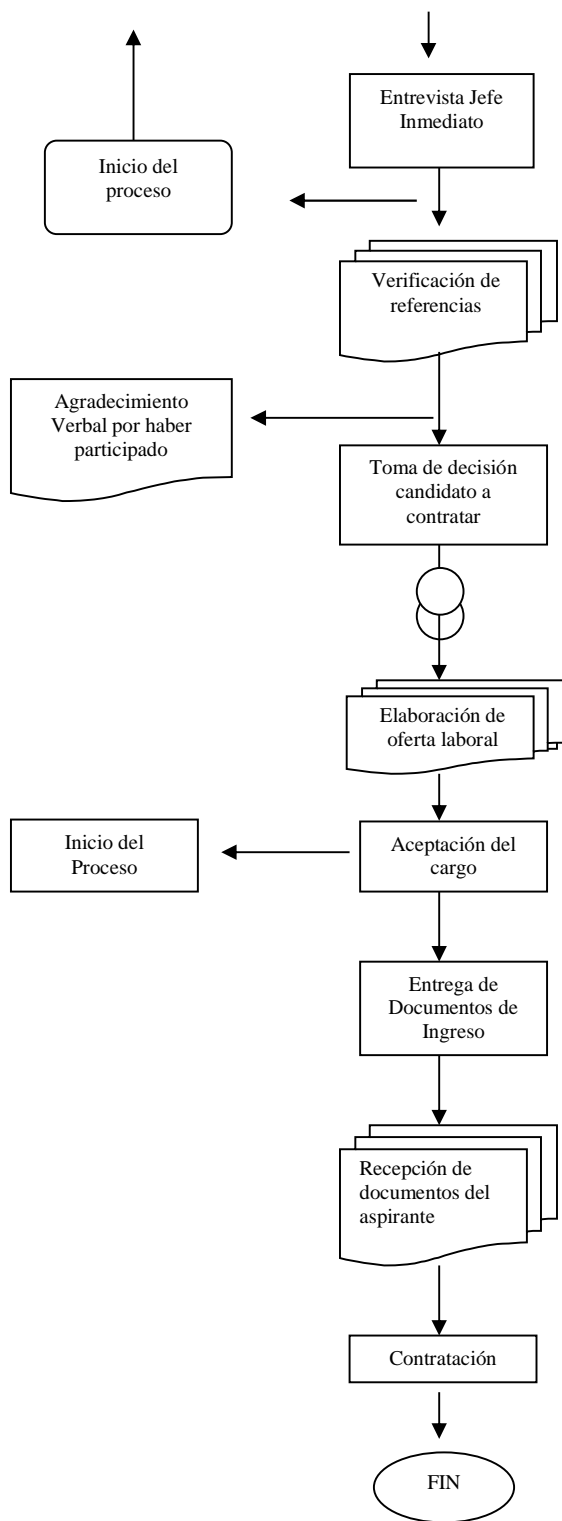 Entrevista Jefe
Inmediato
Inicio del
proceso
Verificación de
referencias
Agradecimiento
Verbal por haber
participado
Toma de decisión
candidato a
contratar
Elaboración de
oferta laboral
Inicio del
Proceso
Aceptación del
cargo
Entrega de
Documentos de
Ingreso
Recepción de
documentos del
aspirante
Contratación
FIN